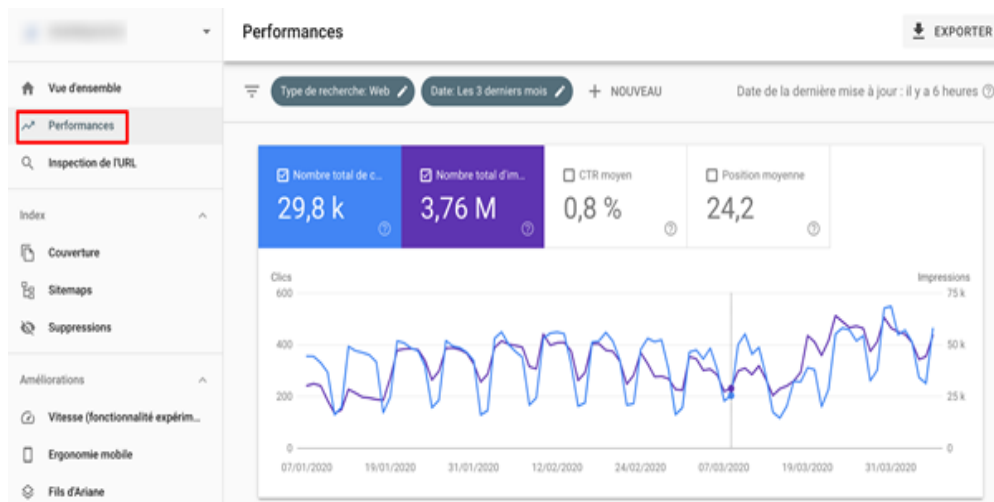 Performances
EXPORTER
Vue d'ensemble
Performances
Inspection de l'URL
Index
Couverture
Sitemaps
Suppressions
Améliorations
Vitesse (fonctionnalité expérim...
Ergonomie mobile
Fils d'Ariane
Type de recherche: Web
Date: Les 3 derniers mois
NOUVEAU
Date de la dernière mise à jour : il y a 6 heures
Nombre total de c...
29,8 k
Nombre total d'im...
3,76 M
CTR moyen
0,8 %
Position moyenne
24,2
Clics
Impressions
600
400
200
0
75 k
50 k
25 k
0
07/01/2020
19/01/2020
31/01/2020
12/02/2020
24/02/2020
07/03/2020
19/03/2020
31/03/2020